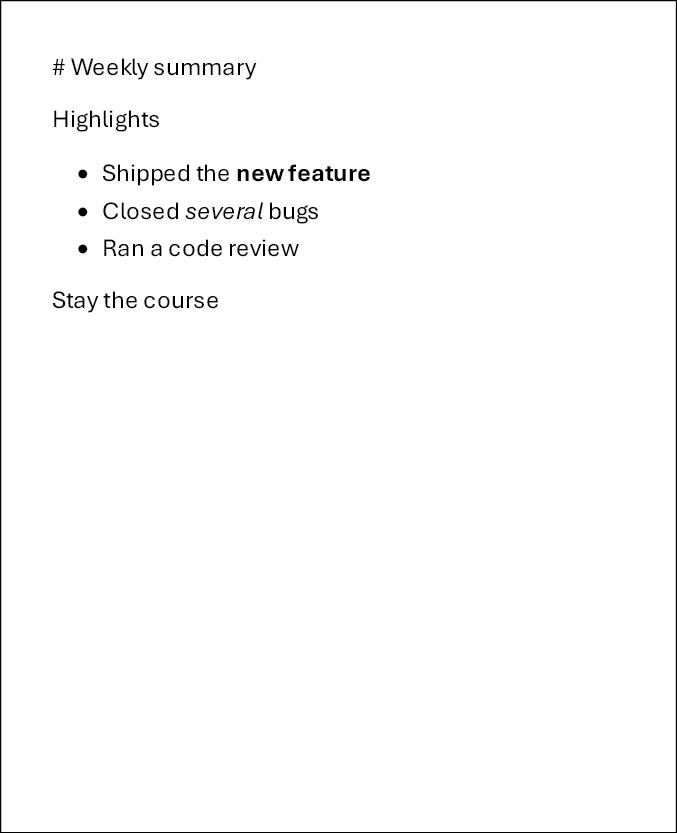 # Weekly summary
Highlights
• Shipped the new feature
• Closed several bugs
• Ran a code review
Stay the course